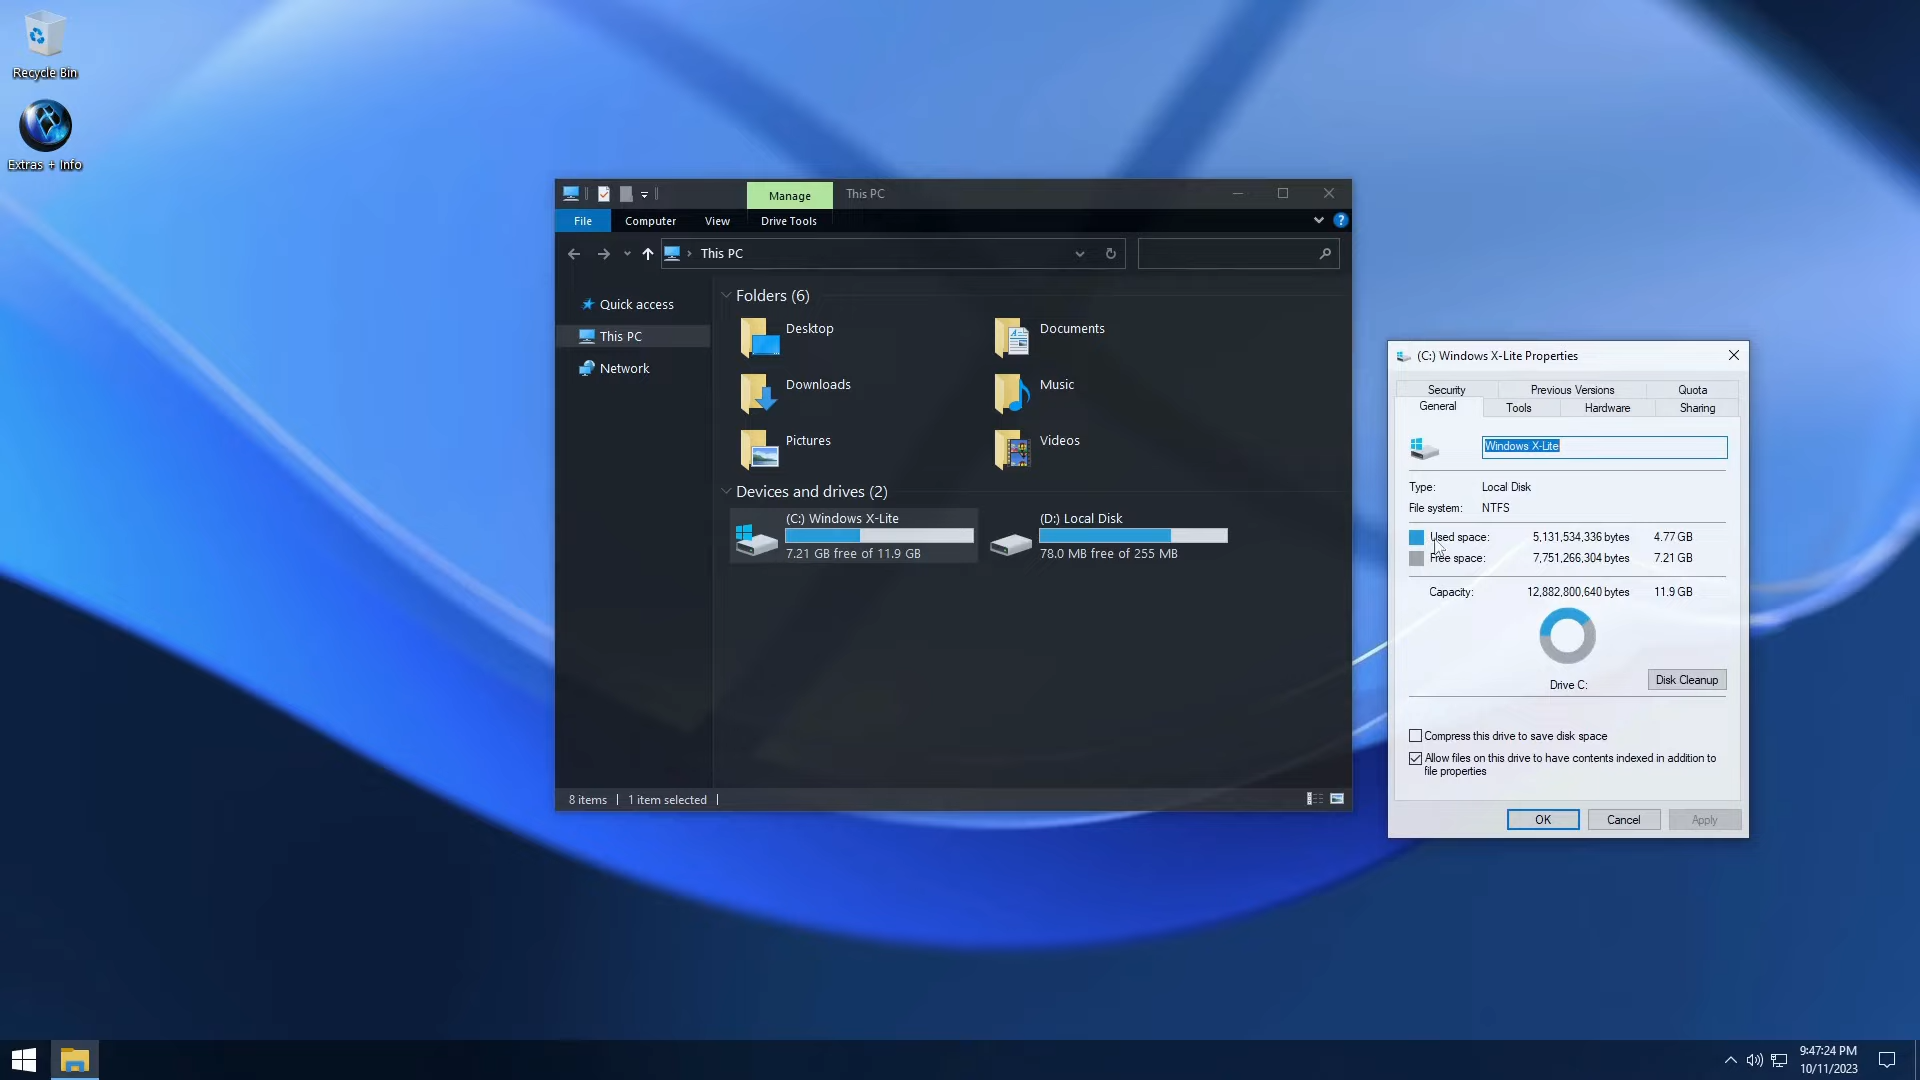 Recycle Bin
Extras + Info
Manage
This PC
File
Computer
View
Drive Tools
?
This PC
Quick access
This PC
Network
Folders (6)
Desktop
Documents
Downloads
Music
Pictures
Videos
Devices and drives (2)
(C:) Windows X-Lite
7.21 GB free of 11.9 GB
(D:) Local Disk
78.0 MB free of 255 MB
8 items
1 item selected
(C:) Windows X-Lite Properties
Security
Previous Versions
Quota
General
Tools
Hardware
Sharing
Windows X-Lite
Type: Local Disk
File system: NTFS
Used space: 5,131,534,336 bytes 4.77 GB
Free space: 7,751,266,304 bytes 7.21 GB
Capacity: 12,882,800,640 bytes 11.9 GB
Drive C:
Disk Cleanup
Compress this drive to save disk space
Allow files on this drive to have contents indexed in addition to
file properties
OK
Cancel
Apply
9:47:24 PM
10/11/2023